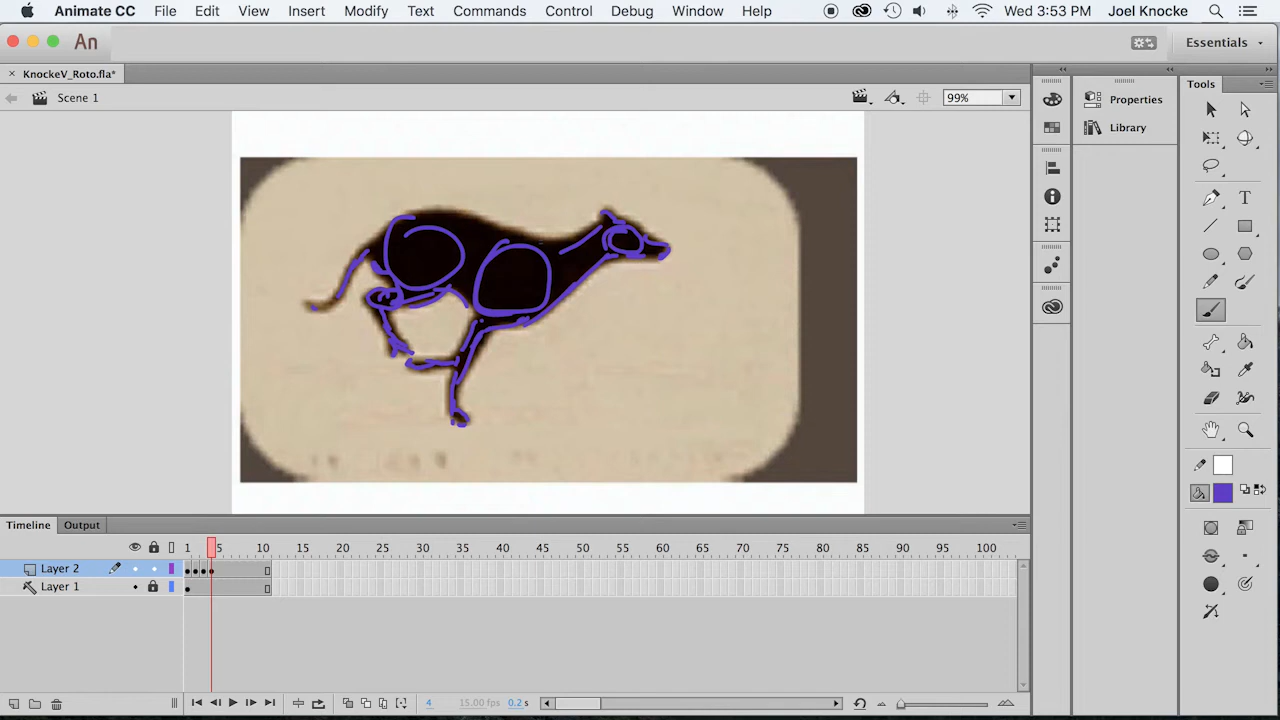 Animate CC File Edit View Insert Modify Text Commands Control Debug Window Help Wed 3:53 PM Joel Knocke
An Essentials
× KnockeV_Roto.fla*
Scene 1 99%
Tools
Properties
Library
T
Timeline Output
1 5 10 15 20 25 30 35 40 45 50 55 60 65 70 75 80 85 90 95 100
Layer 2
Layer 1
4 15.00 fps 0.2 s